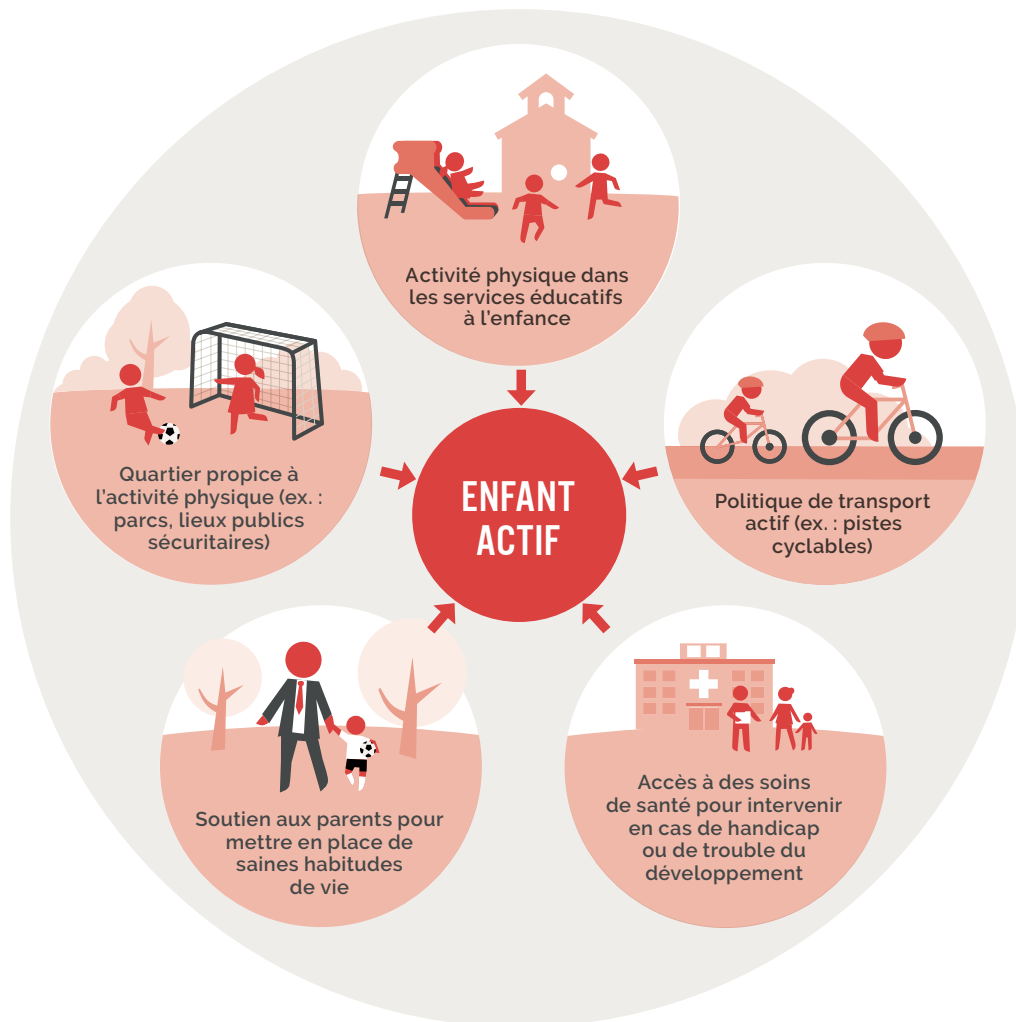 Activité physique dans
les services éducatifs
à l'enfance
Quartier propice à
l'activité physique (ex. :
parcs, lieux publics
sécuritaires)
ENFANT
ACTIF
Politique de transport
actif (ex. : pistes
cyclables)
Soutien aux parents pour
mettre en place de
saines habitudes
de vie
Accès à des soins
de santé pour intervenir
en cas de handicap
ou de trouble du
développement